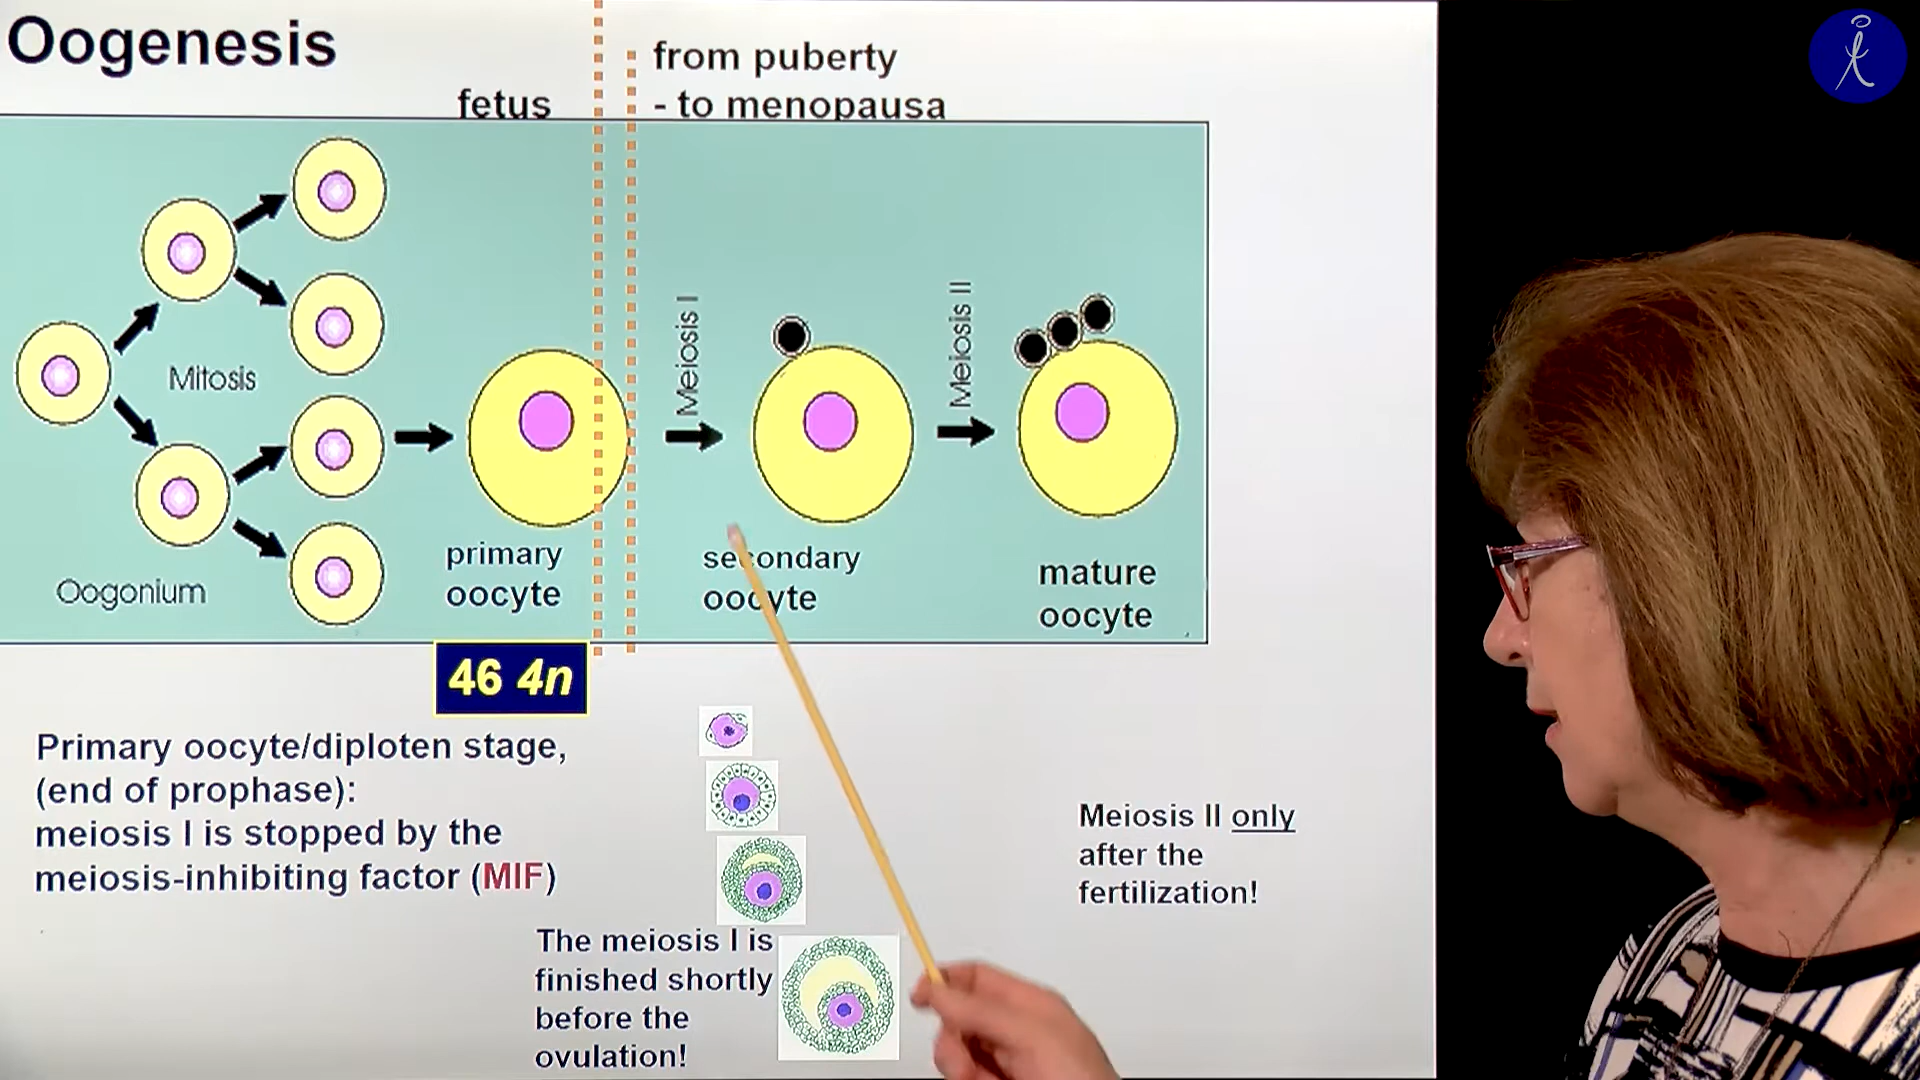 Oogenesis
fetus
from puberty
- to menopausa
Mitosis
Oogonium
primary
oocyte
Meiosis I
secondary
oocyte
Meiosis II
mature
oocyte
46 4n
Primary oocyte/diploten stage,
(end of prophase):
meiosis I is stopped by the
meiosis-inhibiting factor (MIF)
The meiosis I is
finished shortly
before the
ovulation!
Meiosis II only
after the
fertilization!